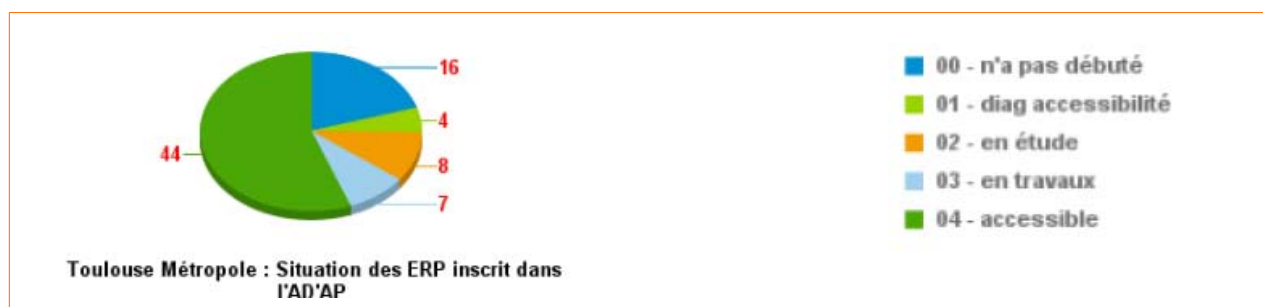 16
4
8
7
44
Toulouse Métropole : Situation des ERP inscrit dans
l'AD'AP
00 - n'a pas débuté
01 - diag accessibilité
02 - en étude
03 - en travaux
04 - accessible